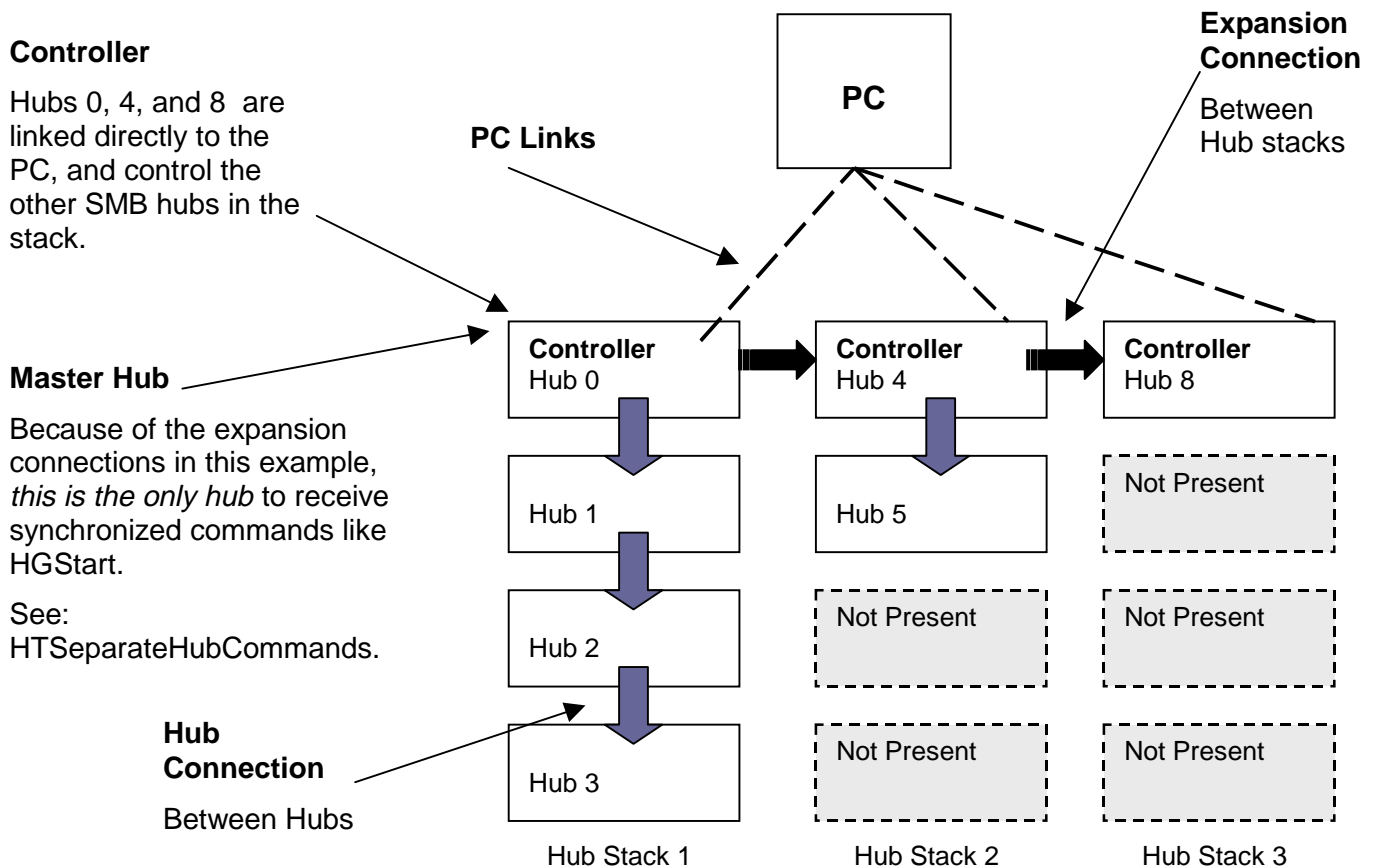 Controller
Hubs 0, 4, and 8 are
linked directly to the
PC, and control the
other SMB hubs in the
stack.
PC Links
PC
Expansion
Connection
Between
Hub stacks
Master Hub
Because of the expansion
connections in this example,
this is the only hub to receive
synchronized commands like
HGStart.
See:
HTSeparateHubCommands.
Controller
Hub 0
Controller
Hub 4
Controller
Hub 8
Hub 1
Hub 5
Not Present
Hub 2
Not Present
Not Present
Hub
Connection
Between Hubs
Hub 3
Not Present
Not Present
Hub Stack 1
Hub Stack 2
Hub Stack 3